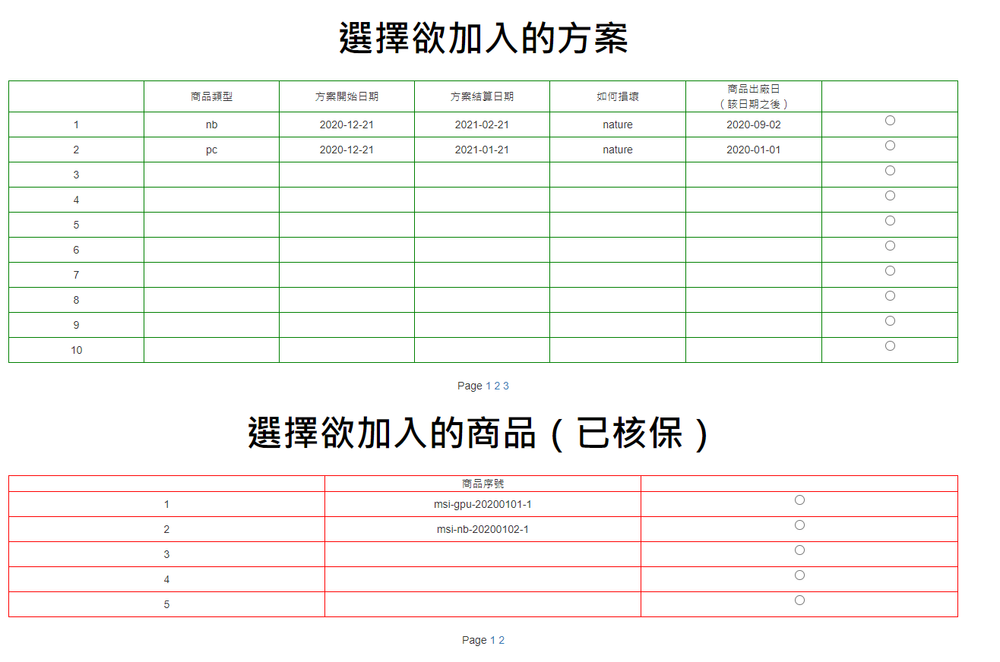 選擇欲加入的方案
商品類型 方案開始日期 方案結算日期 如何損壞 商品出廠日
（該日期之後）
1 nb 2020-12-21 2021-02-21 nature 2020-09-02
2 pc 2020-12-21 2021-01-21 nature 2020-01-01
3
4
5
6
7
8
9
10
Page 1 2 3
選擇欲加入的商品（已核保）
商品序號
1 msi-gpu-20200101-1
2 msi-nb-20200102-1
3
4
5
Page 1 2